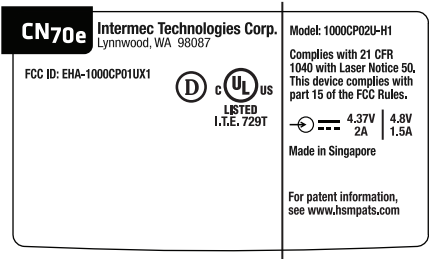 CN70e
Intermec Technologies Corp.
Lynnwood, WA 98087
FCC ID: EHA-1000CP01UX1
D
C UL US
LISTED
I.T.E. 729T
Model: 1000CP02U-H1
Complies with 21 CFR
1040 with Laser Notice 50.
This device complies with
part 15 of the FCC Rules.
4.37V 4.8V
2A 1.5A
Made in Singapore
For patent information,
see www.hsmpats.com